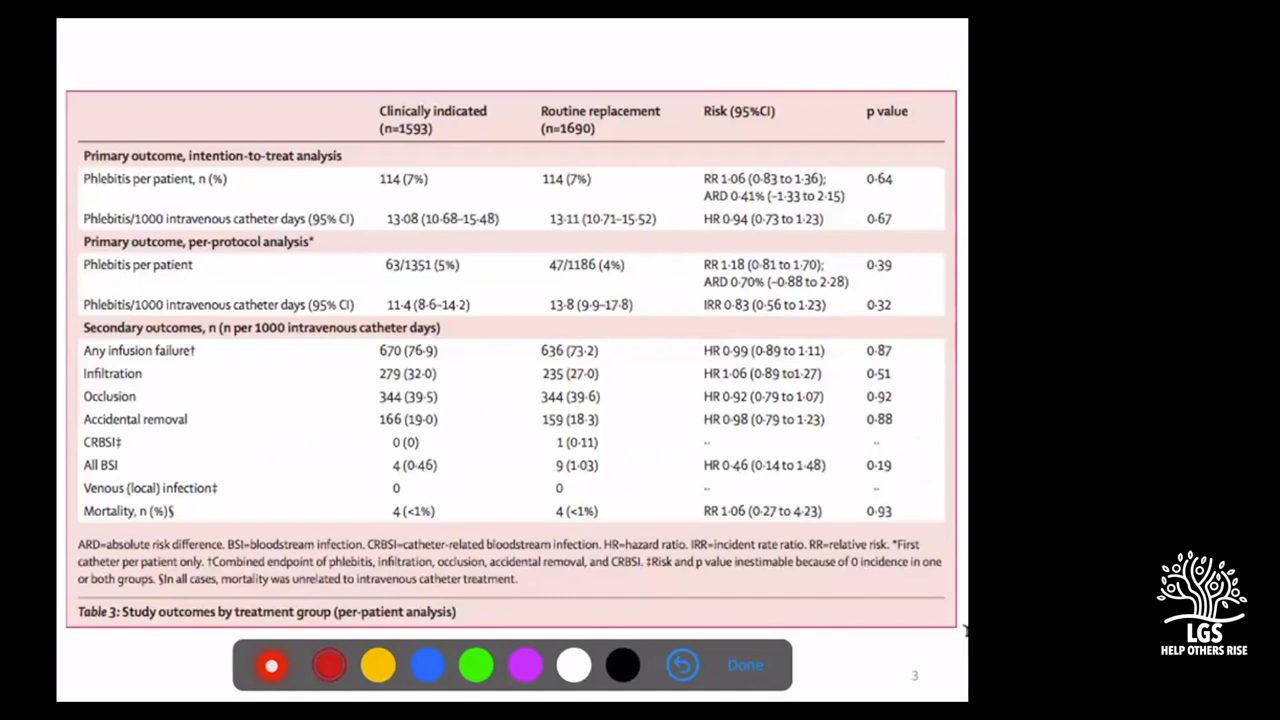 Clinically indicated (n=1593) Routine replacement (n=1690) Risk (95%CI) p value
Primary outcome, intention-to-treat analysis
Phlebitis per patient, n (%) 114 (7%) 114 (7%) RR 1·06 (0·83 to 1·36); ARD 0·41% (−1·33 to 2·15) 0·64
Phlebitis/1000 intravenous catheter days (95% CI) 13·08 (10·68–15·48) 13·11 (10·71–15·52) HR 0·94 (0·73 to 1·23) 0·67
Primary outcome, per-protocol analysis*
Phlebitis per patient 63/1351 (5%) 47/1186 (4%) RR 1·18 (0·81 to 1·70); ARD 0·70% (−0·88 to 2·28) 0·39
Phlebitis/1000 intravenous catheter days (95% CI) 11·4 (8·6–14·2) 13·8 (9·9–17·8) IRR 0·83 (0·56 to 1·23) 0·32
Secondary outcomes, n (n per 1000 intravenous catheter days)
Any infusion failure† 670 (76·9) 636 (73·2) HR 0·99 (0·89 to 1·11) 0·87
Infiltration 279 (32·0) 235 (27·0) HR 1·06 (0·89 to1·27) 0·51
Occlusion 344 (39·5) 344 (39·6) HR 0·92 (0·79 to 1·07) 0·92
Accidental removal 166 (19·0) 159 (18·3) HR 0·98 (0·79 to 1·23) 0·88
CRBSI‡ 0 (0) 1 (0·11) ·· ··
All BSI 4 (0·46) 9 (1·03) HR 0·46 (0·14 to 1·48) 0·19
Venous (local) infection‡ 0 0 ·· ··
Mortality, n (%)§ 4 (<1%) 4 (<1%) RR 1·06 (0·27 to 4·23) 0·93
ARD=absolute risk difference. BSI=bloodstream infection. CRBSI=catheter-related bloodstream infection. HR=hazard ratio. IRR=incident rate ratio. RR=relative risk. *First
catheter per patient only. †Combined endpoint of phlebitis, infiltration, occlusion, accidental removal, and CRBSI. ‡Risk and p value inestimable because of 0 incidence in one
or both groups. §In all cases, mortality was unrelated to intravenous catheter treatment.
Table 3: Study outcomes by treatment group (per-patient analysis)
Done
3
LGS
HELP OTHERS RISE